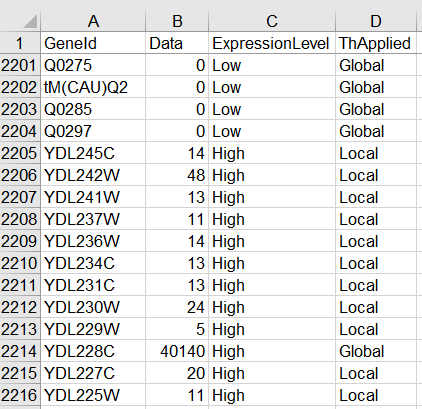 A B C D
1 GeneId Data ExpressionLevel ThApplied
2201 Q0275 0 Low Global
2202 tM(CAU)Q2 0 Low Global
2203 Q0285 0 Low Global
2204 Q0297 0 Low Global
2205 YDL245C 14 High Local
2206 YDL242W 48 High Local
2207 YDL241W 13 High Local
2208 YDL237W 11 High Local
2209 YDL236W 14 High Local
2210 YDL234C 13 High Local
2211 YDL231C 13 High Local
2212 YDL230W 24 High Local
2213 YDL229W 5 High Local
2214 YDL228C 40140 High Global
2215 YDL227C 20 High Local
2216 YDL225W 11 High Local